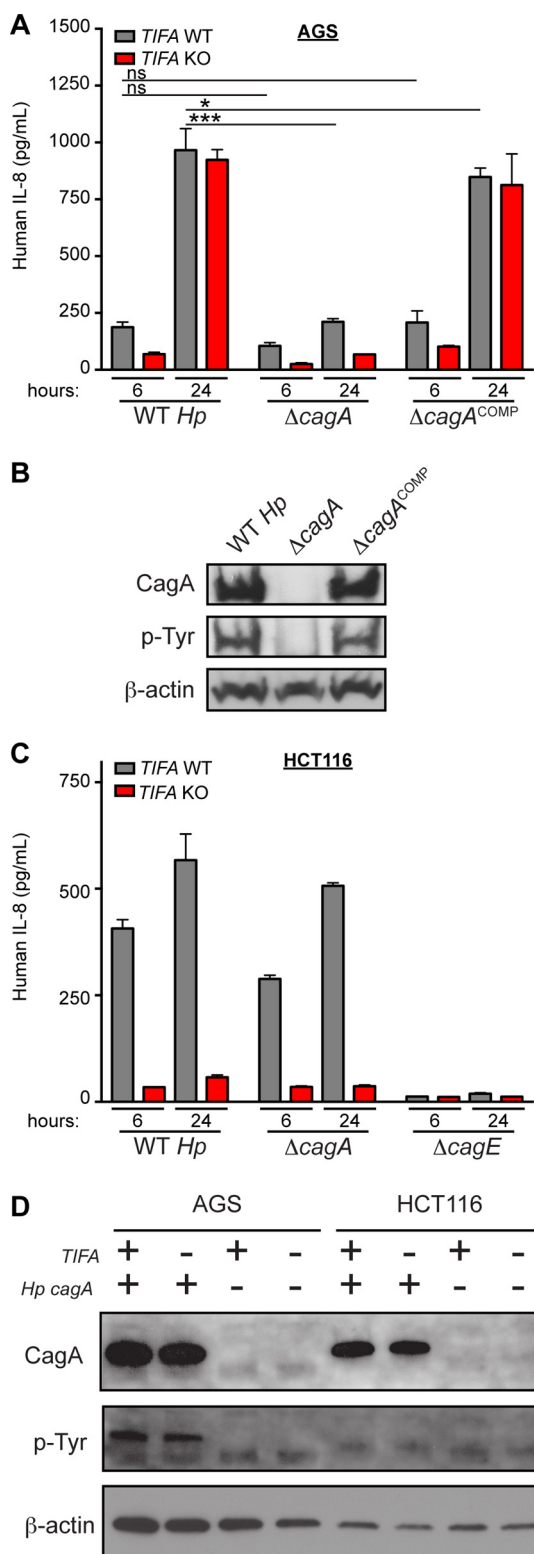 A
AGS
TIFA WT
TIFA KO
1500
1250
1000
750
500
250
0
Human IL-8 (pg/mL)
ns
ns
*
***
hours: 6 24 6 24 6 24
WT Hp ΔcagA ΔcagA^COMP
B
WT Hp ΔcagA ΔcagA^COMP
CagA
p-Tyr
β-actin
C
HCT116
TIFA WT
TIFA KO
750
500
250
0
Human IL-8 (pg/mL)
hours: 6 24 6 24 6 24
WT Hp ΔcagA ΔcagE
D
AGS HCT116
TIFA + - + - + - + -
Hp cagA + + - - + + - -
CagA
p-Tyr
β-actin